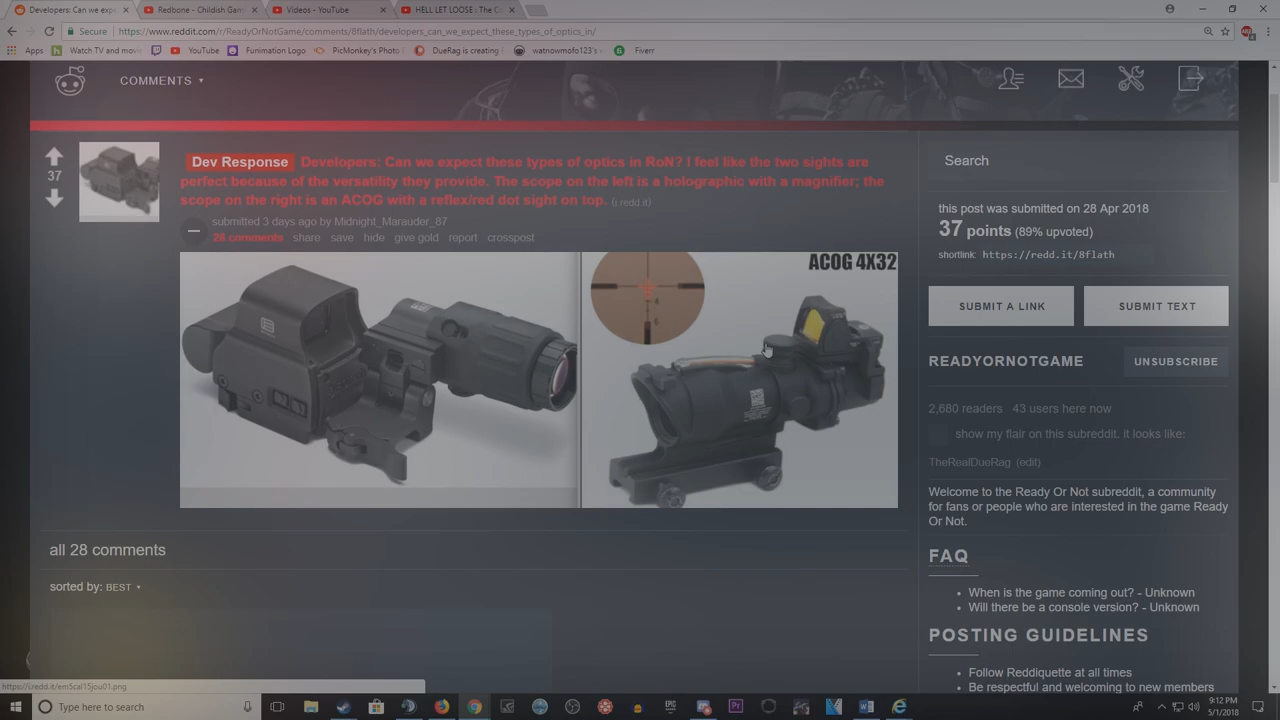 Developers: Can we exp
Redbone - Childish Gam
Videos - YouTube
HELL LET LOOSE : The C
Secure
https://www.reddit.com/r/ReadyOrNotGame/comments/8flath/developers_can_we_expect_these_types_of_optics_in/
Apps
Watch TV and movie
YouTube
Funimation Logo
PicMonkey's Photo
DueRag is creating
watnowmofo123's v
Fiverr
COMMENTS
37
Dev Response Developers: Can we expect these types of optics in RoN? I feel like the two sights are
perfect because of the versatility they provide. The scope on the left is a holographic with a magnifier; the
scope on the right is an ACOG with a reflex/red dot sight on top. (i.redd.it)
submitted 3 days ago by Midnight_Marauder_87
28 comments share save hide give gold report crosspost
ACOG 4X32
4
6
all 28 comments
sorted by: BEST
Search
this post was submitted on 28 Apr 2018
37 points (89% upvoted)
shortlink: https://redd.it/8flath
SUBMIT A LINK
SUBMIT TEXT
READYORNOTGAME
UNSUBSCRIBE
2,680 readers 43 users here now
show my flair on this subreddit. it looks like:
TheRealDueRag (edit)
Welcome to the Ready Or Not subreddit, a community
for fans or people who are interested in the game Ready
Or Not.
FAQ
When is the game coming out? - Unknown
Will there be a console version? - Unknown
POSTING GUIDELINES
Follow Reddiquette at all times
Be respectful and welcoming to new members
https://i.redd.it/em5cal15jou01.png
Type here to search
EPIC
Pr
9:12 PM
5/1/2018